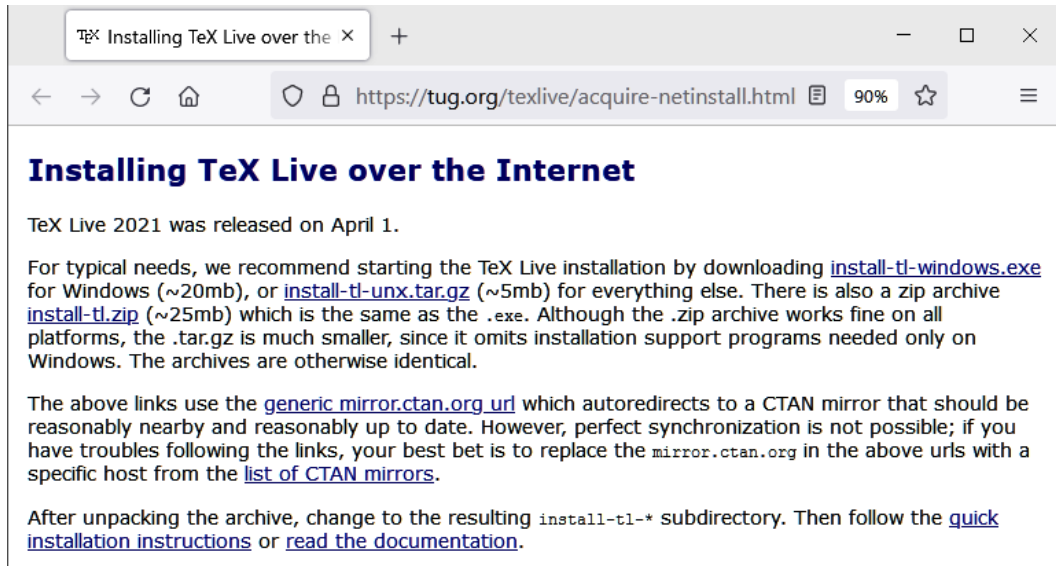 TEX Installing TeX Live over the
https://tug.org/texlive/acquire-netinstall.html 90%
Installing TeX Live over the Internet
TeX Live 2021 was released on April 1.
For typical needs, we recommend starting the TeX Live installation by downloading install-tl-windows.exe
for Windows (~20mb), or install-tl-unx.tar.gz (~5mb) for everything else. There is also a zip archive
install-tl.zip (~25mb) which is the same as the .exe. Although the .zip archive works fine on all
platforms, the .tar.gz is much smaller, since it omits installation support programs needed only on
Windows. The archives are otherwise identical.
The above links use the generic mirror.ctan.org url which autoredirects to a CTAN mirror that should be
reasonably nearby and reasonably up to date. However, perfect synchronization is not possible; if you
have troubles following the links, your best bet is to replace the mirror.ctan.org in the above urls with a
specific host from the list of CTAN mirrors.
After unpacking the archive, change to the resulting install-tl-* subdirectory. Then follow the quick
installation instructions or read the documentation.